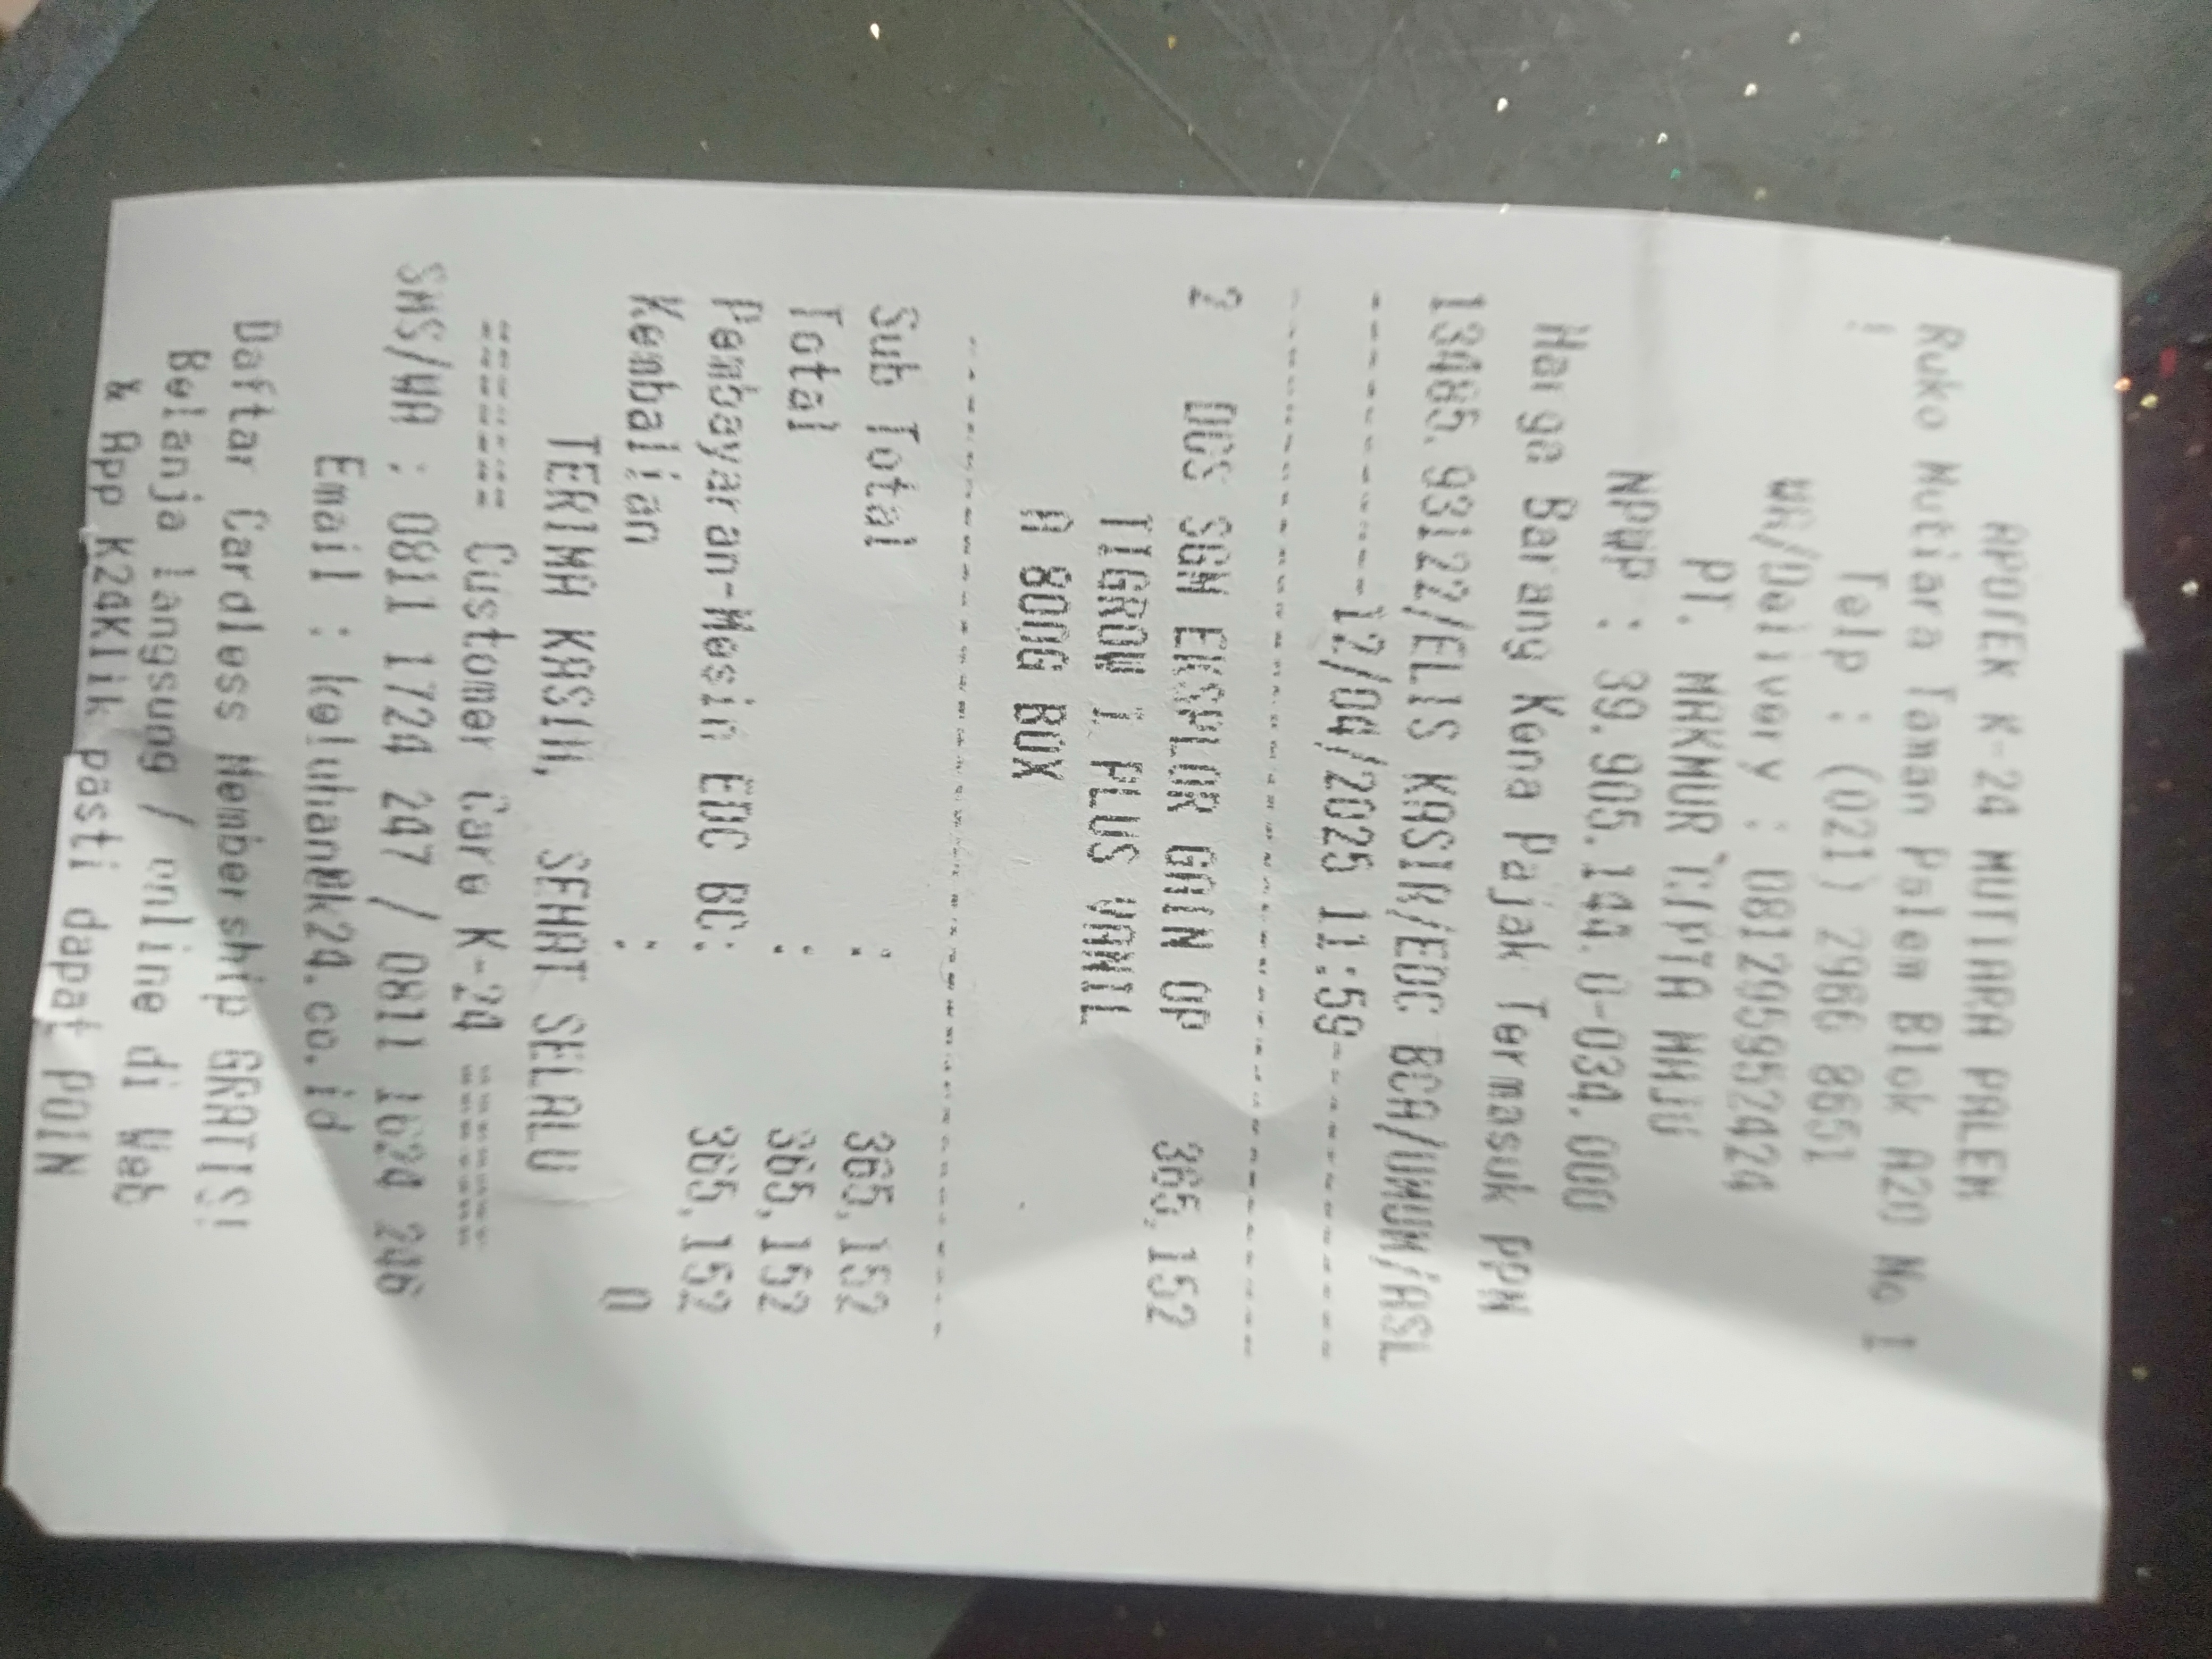 APOTEK K-24 MUTIARA PALEM
Ruko Mutiara Taman Palem Blok A20 No 1
!
Telp : (021) 2966 8651
WA/Delivery : 081295952424
PT. MAKMUR CIPTA MAJU
NPWP : 39.905.144.0-034.000
Harga Barang Kena Pajak Termasuk PPN
13465.93122/ELIS KASIR/EDC BCA/UMUM/ASL
------------12/04/2025 11:59------------
2 DOS SGM EKSPLOR GAIN OP 365,152
TIGROW 1 PLUS VANIL
A 800G BOX
Sub Total : 365,152
Total : 365,152
Pembayaran-Mesin EDC BC: 365,152
Kembalian : 0
TERIMA KASIH, SEHAT SELALU
======= Customer Care K-24 =======
SMS/WA : 0811 1724 247 / 0811 1624 246
Email : keluhan@k24.co.id
Daftar Cardless Membership GRATIS!
Belanja langsung / online di Web
& App K24Klik pasti dapat POIN